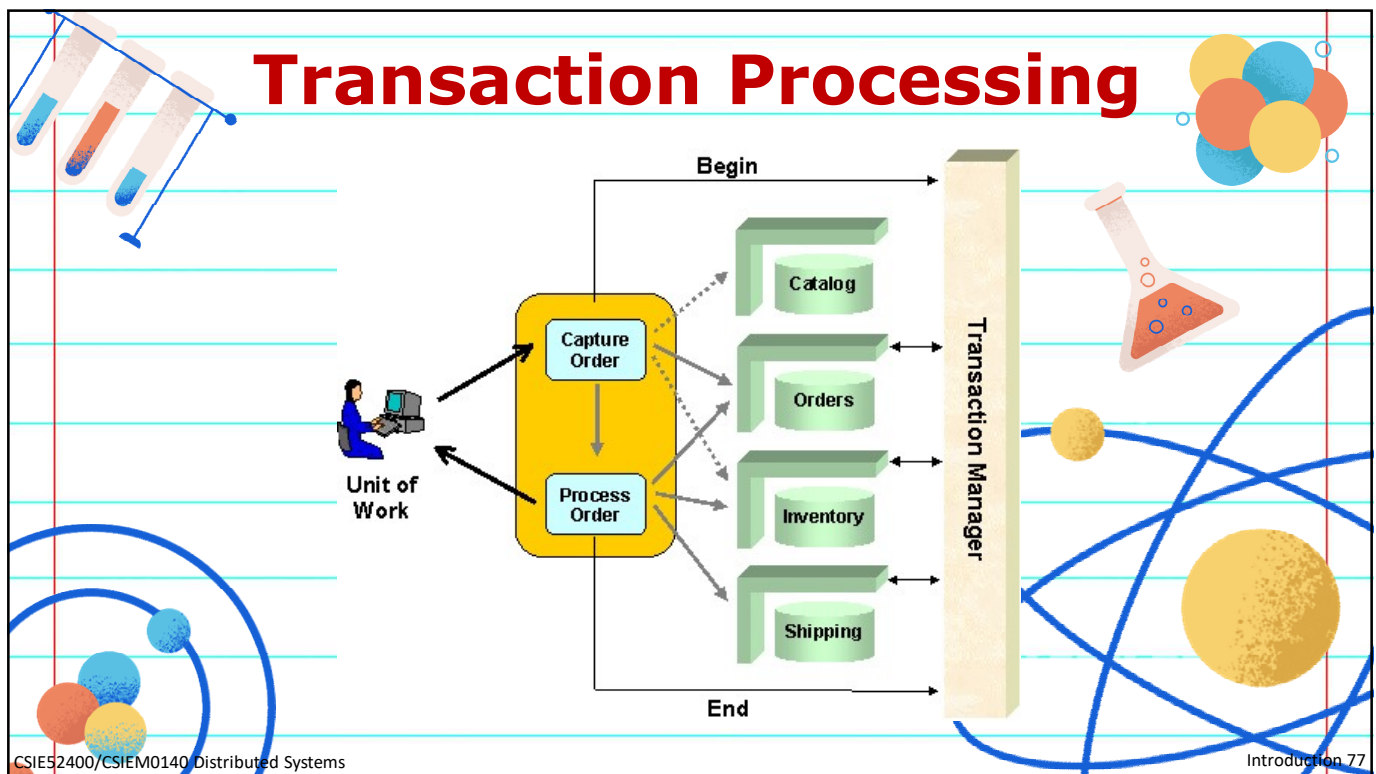 Transaction Processing
Begin
Catalog
Capture
Order
Orders
Transaction Manager
Unit of
Work
Process
Order
Inventory
Shipping
End
CSIE52400/CSIEM0140 Distributed Systems
Introduction 77